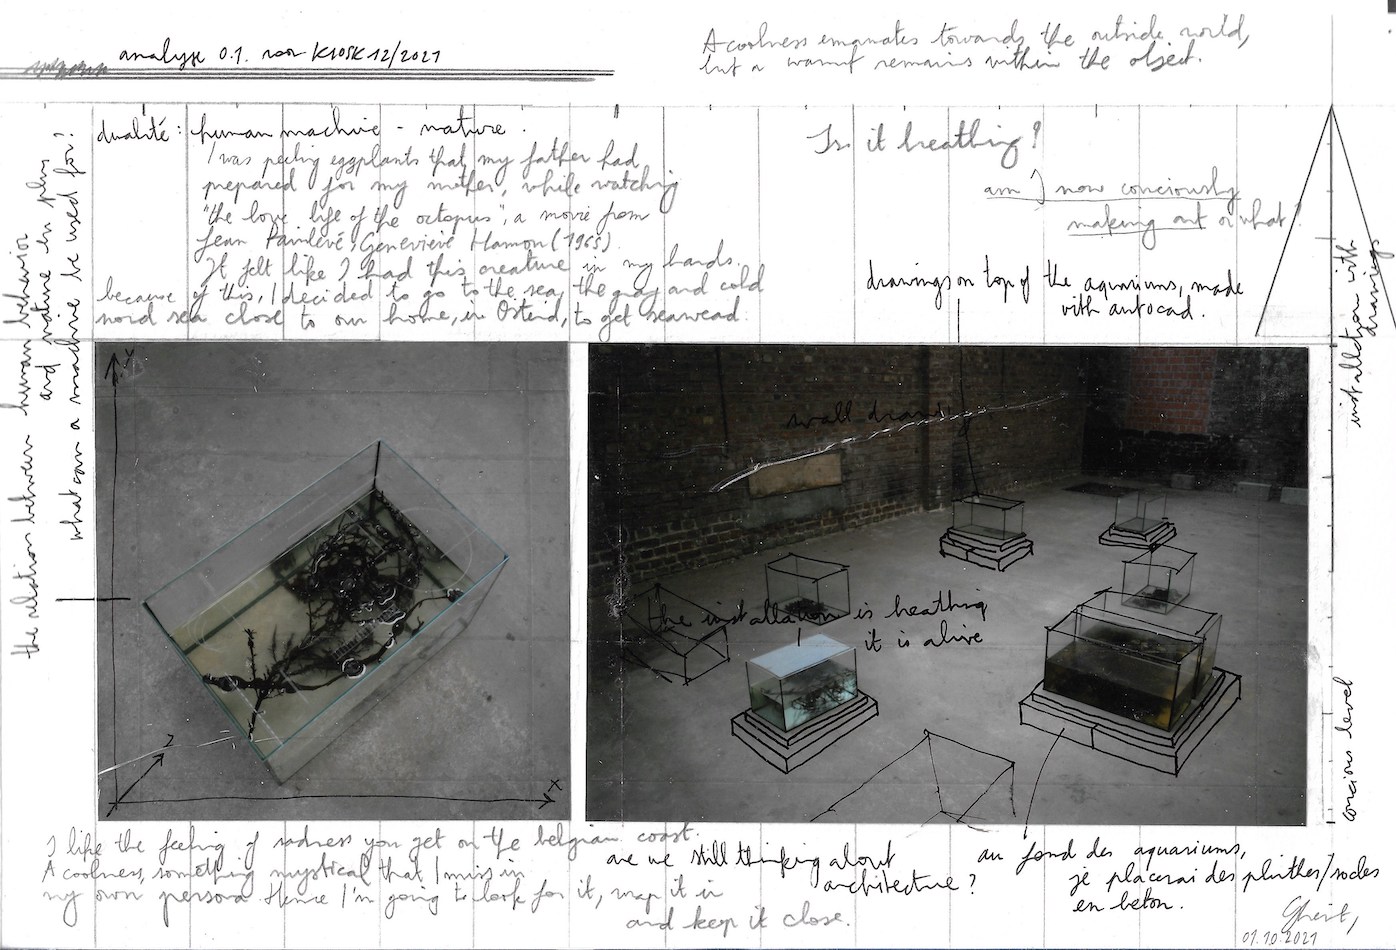 analyse 0.1. voor KIOSK 12/2021
A coolness emanates towards the outside world,
but a warmt remains within the object.
dualité: human machine - nature.
I was peeling eggplants that my father had
prepared for my mother, while watching
"the love life of the octopus", a movie from
Jean Painlévé, Geneviève Hamon (1965).
It felt like I had this creature in my hands.
because of this, I decided to go to the sea, the gray and cold
nord sea close to our home, in Ostend, to get seawead.
Is it breathing?
am I now conciously
making art or what?
drawings on top of the aquariums, made
with autocad.
the relation between human behavior
and nature en plus
what can a machine be used for?
installation with
drawings
concious level
Y
Z
X
wall drawi
the installation is breathing
it is alive
I like the feeling of sadness you get on the belgian coast.
A coolness, something mystical that I miss in
my own persona. Hence I'm going to look for it, wrap it in
and keep it close.
are we still thinking about
architecture?
au fond des aquariums,
je placerai des plinthes/socles
en beton.
01.10.2021